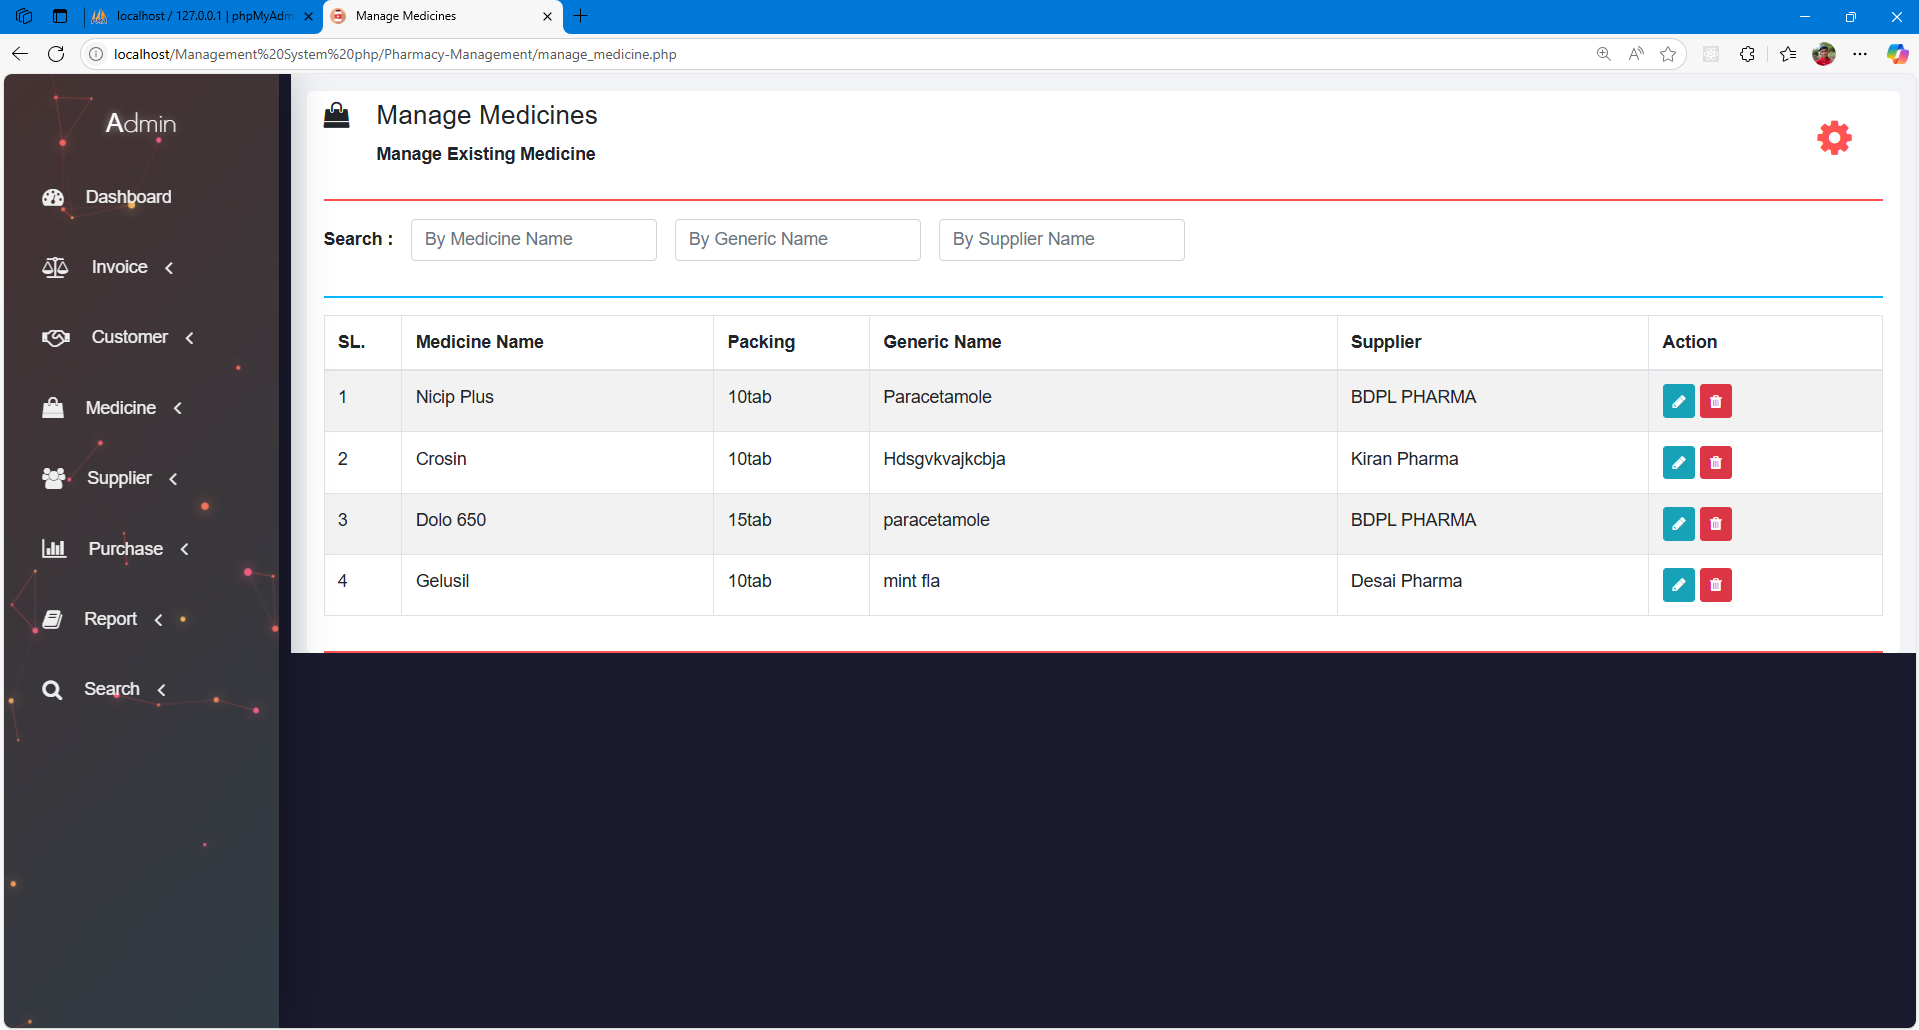 localhost / 127.0.0.1 | phpMyAdm
Manage Medicines
localhost/Management%20System%20php/Pharmacy-Management/manage_medicine.php
Admin
Dashboard
Invoice
Customer
Medicine
Supplier
Purchase
Report
Search
Manage Medicines
Manage Existing Medicine
Search : By Medicine Name By Generic Name By Supplier Name
SL. Medicine Name Packing Generic Name Supplier Action
1 Nicip Plus 10tab Paracetamole BDPL PHARMA
2 Crosin 10tab Hdsgvkvajkcbja Kiran Pharma
3 Dolo 650 15tab paracetamole BDPL PHARMA
4 Gelusil 10tab mint fla Desai Pharma